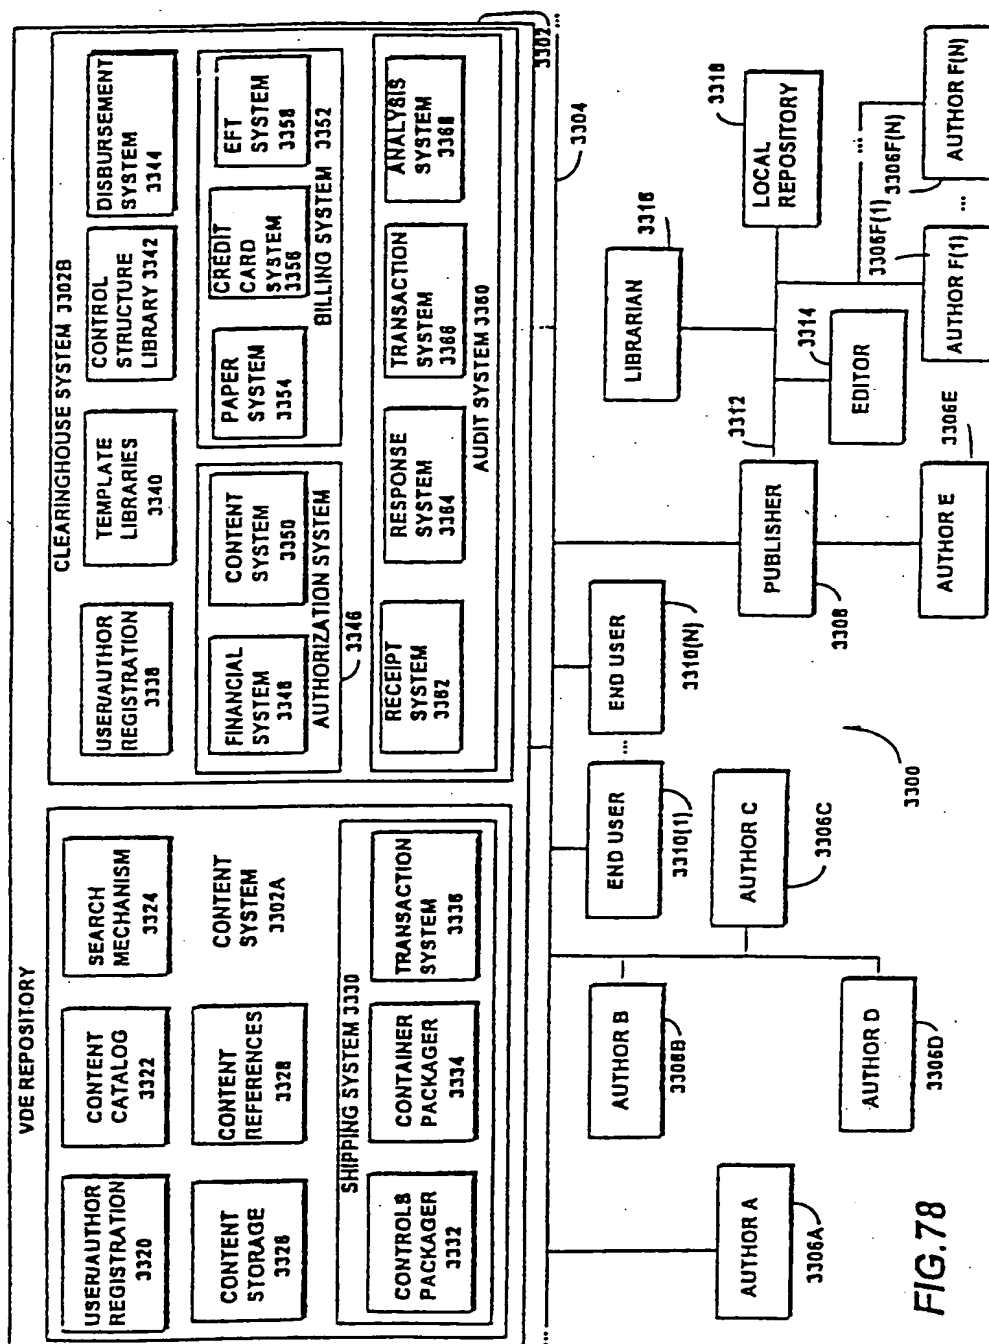 VDE REPOSITORY
USER/AUTHOR
REGISTRATION
3320
CONTENT
CATALOG
3322
SEARCH
MECHANISM
3324
CONTENT
STORAGE
3326
CONTENT
REFERENCES
3328
CONTENT
SYSTEM
3302A
SHIPPING SYSTEM 3330
CONTROLS
PACKAGER
3332
CONTAINER
PACKAGER
3334
TRANSACTION
SYSTEM
3336
CLEARINGHOUSE SYSTEM 3302B
USER/AUTHOR
REGISTRATION
3338
TEMPLATE
LIBRARIES
3340
CONTROL
STRUCTURE
LIBRARY 3342
DISBURSEMENT
SYSTEM
3344
FINANCIAL
SYSTEM
3348
CONTENT
SYSTEM
3350
AUTHORIZATION SYSTEM
3346
PAPER
SYSTEM
3354
CREDIT
CARD
SYSTEM
3356
EFT
SYSTEM
3358
BILLING SYSTEM 3352
RECEIPT
SYSTEM
3362
RESPONSE
SYSTEM
3364
TRANSACTION
SYSTEM
3366
ANALYSIS
SYSTEM
3368
AUDIT SYSTEM 3360
3302
...
...
3304
AUTHOR A
3306A
AUTHOR B
3306B
AUTHOR C
3306C
AUTHOR D
3306D
END USER
3310(1)
...
END USER
3310(N)
3300
PUBLISHER
3308
3312
AUTHOR E
3306E
EDITOR
3314
LIBRARIAN
3316
LOCAL
REPOSITORY
3318
AUTHOR F(1)
3306F(1)
...
...
AUTHOR F(N)
3306F(N)
FIG.78